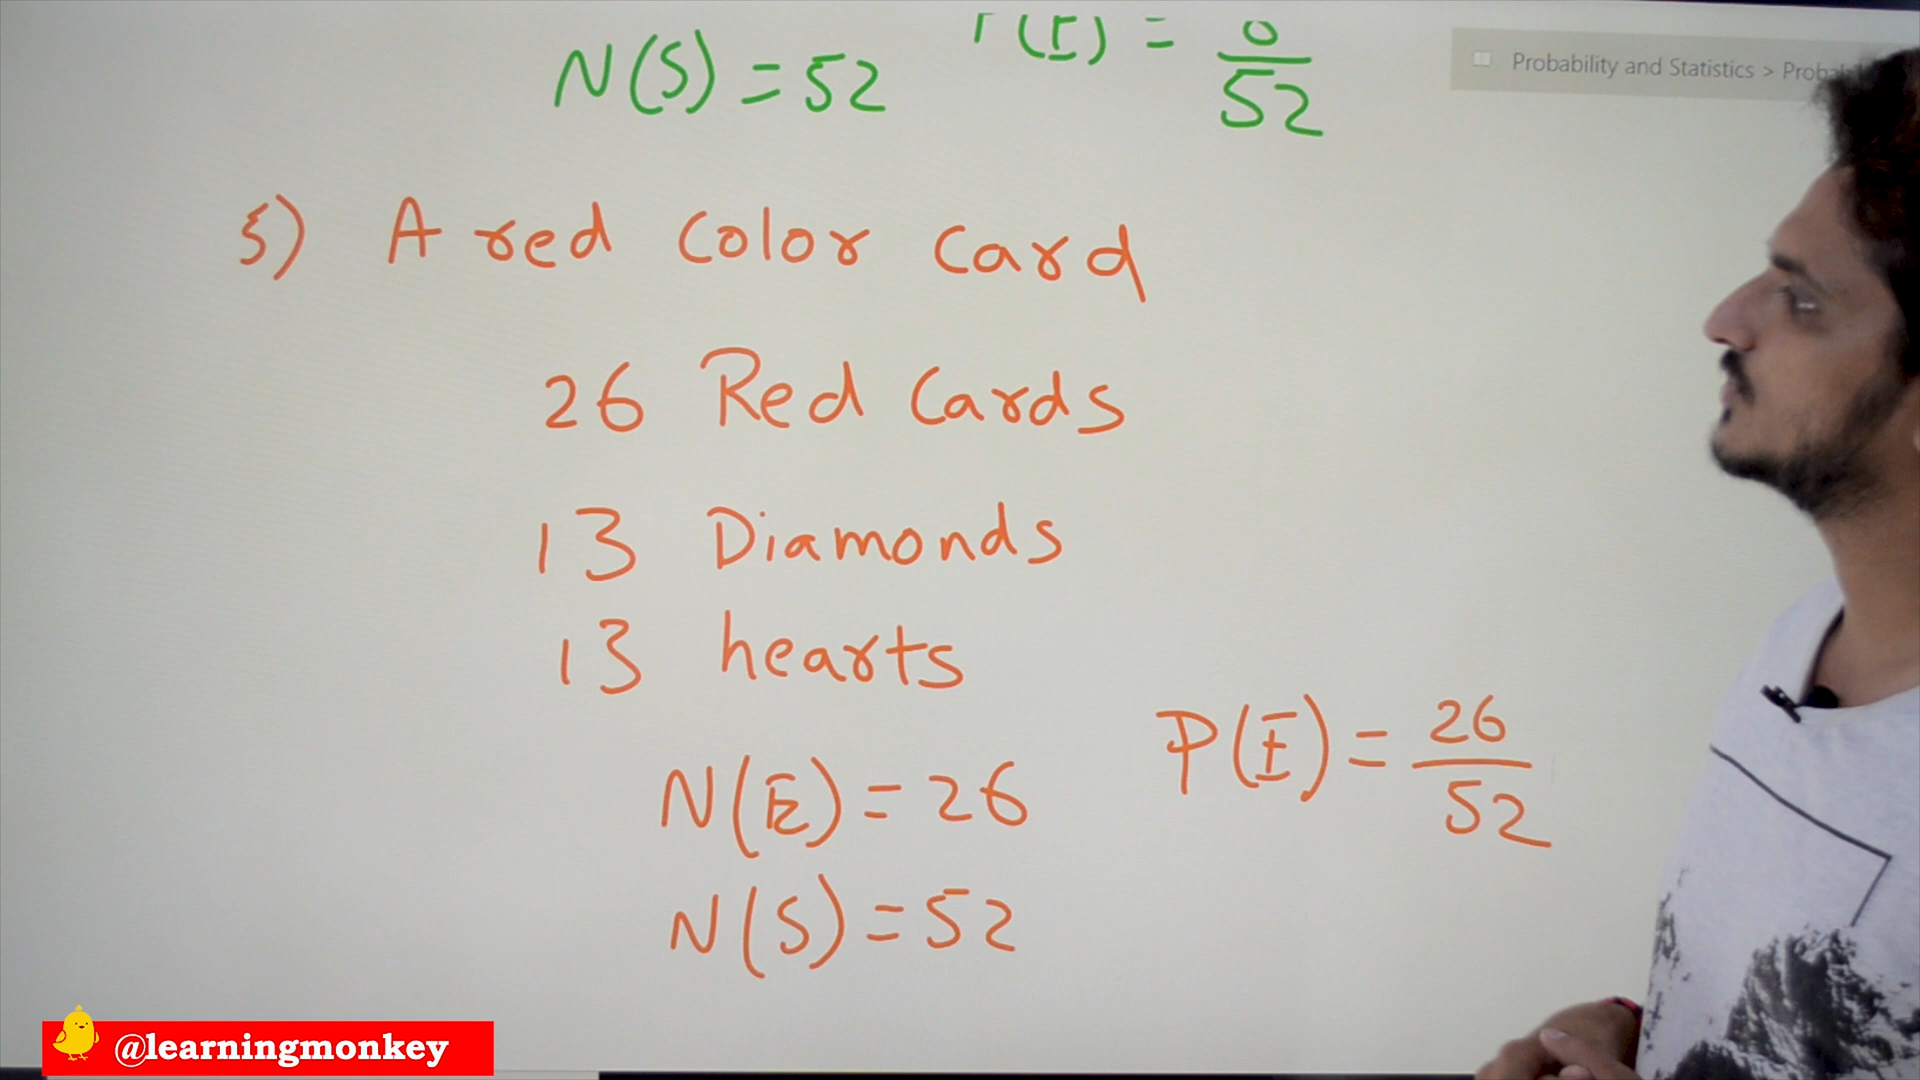 N(S) = 52
P(E) = 0/52
Probability and Statistics >
5) A red color card
26 Red Cards
13 Diamonds
13 hearts
P(E) = 26/52
N(E) = 26
N(S) = 52
@learningmonkey